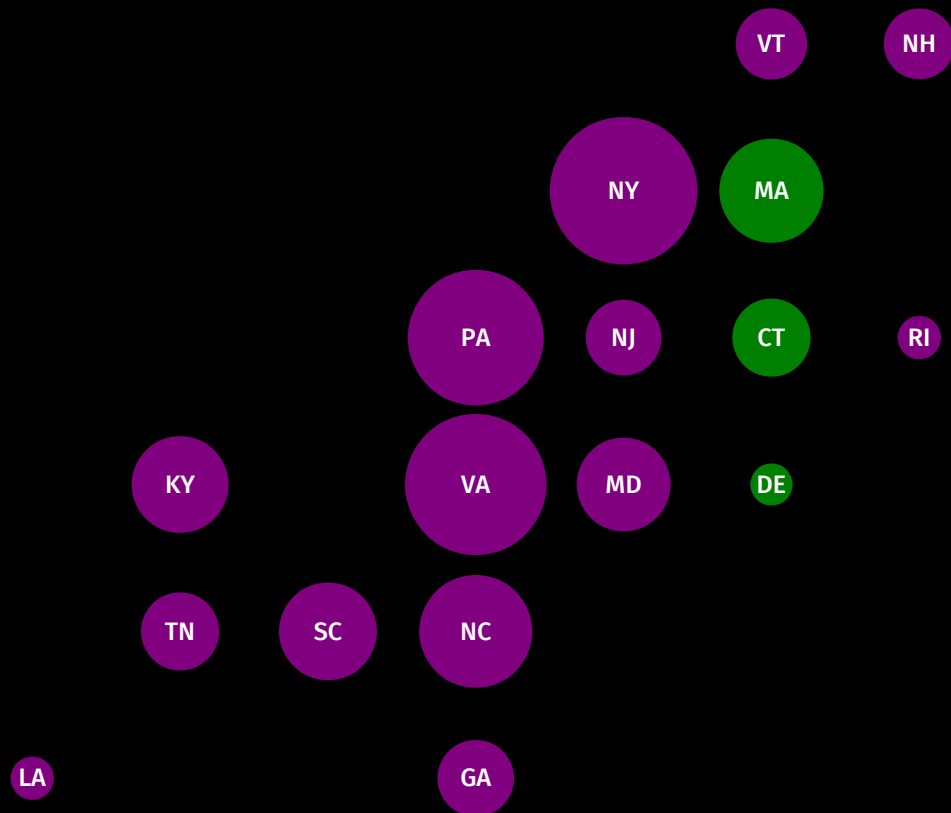 VT NH
NY MA
PA NJ CT RI
KY VA MD DE
TN SC NC
LA GA